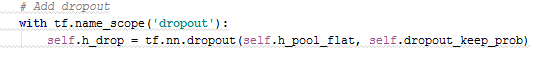 # Add dropout
with tf.name_scope('dropout'):
    self.h_drop = tf.nn.dropout(self.h_pool_flat, self.dropout_keep_prob)